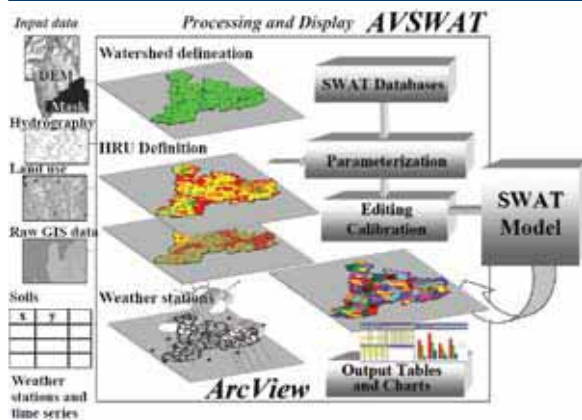 Input data
Processing and Display AVSWAT
Watershed delineation
DEM
Mask
SWAT Databases
Hydrography
HRU Definition
Parameterization
Land use
Editing
Calibration
SWAT
Model
Raw GIS data
Soils
Weather stations
x y
Output Tables
and Charts
Weather
stations and
time series
ArcView